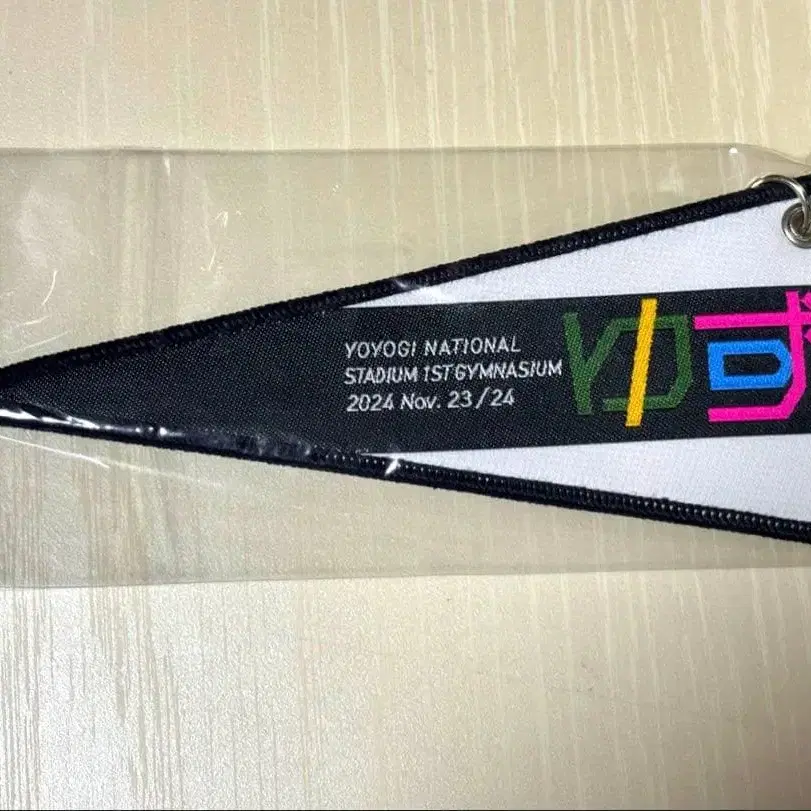 YOYOGI NATIONAL
STADIUM 1ST GYMNASIUM
2024 Nov. 23/24